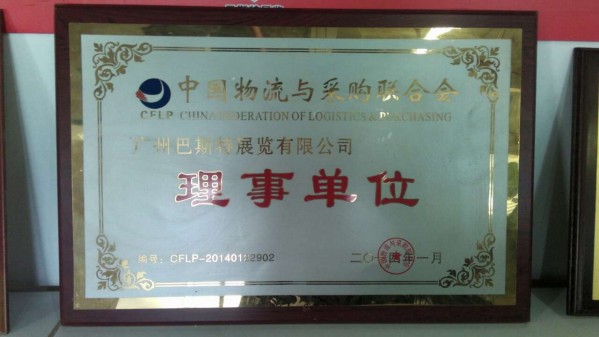 中国物流与采购联合会
CFLP CHINA FEDERATION OF LOGISTICS & PURCHASING
广州巴斯特展览有限公司
理事单位
编号：CFLP-20140182902
二〇一四年一月